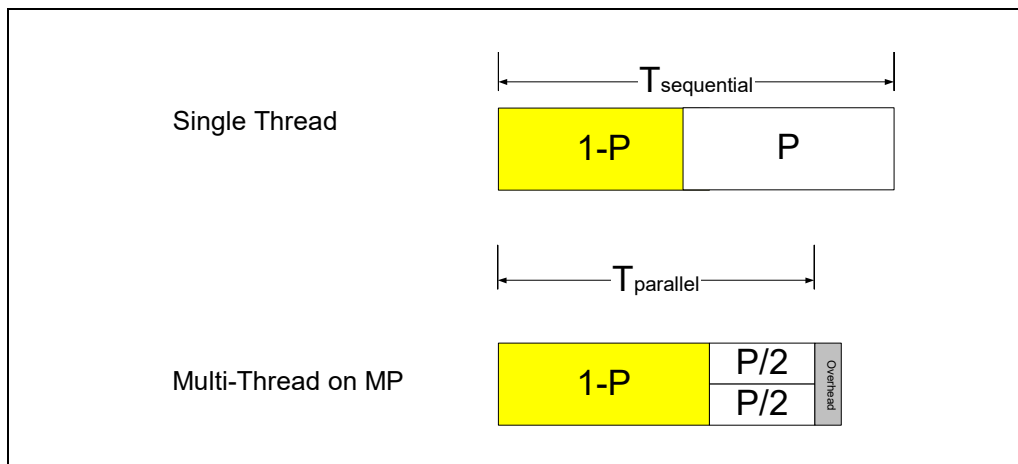 Tsequential
Single Thread
1-P P
Tparallel
Multi-Thread on MP
1-P
P/2
P/2
Overhead